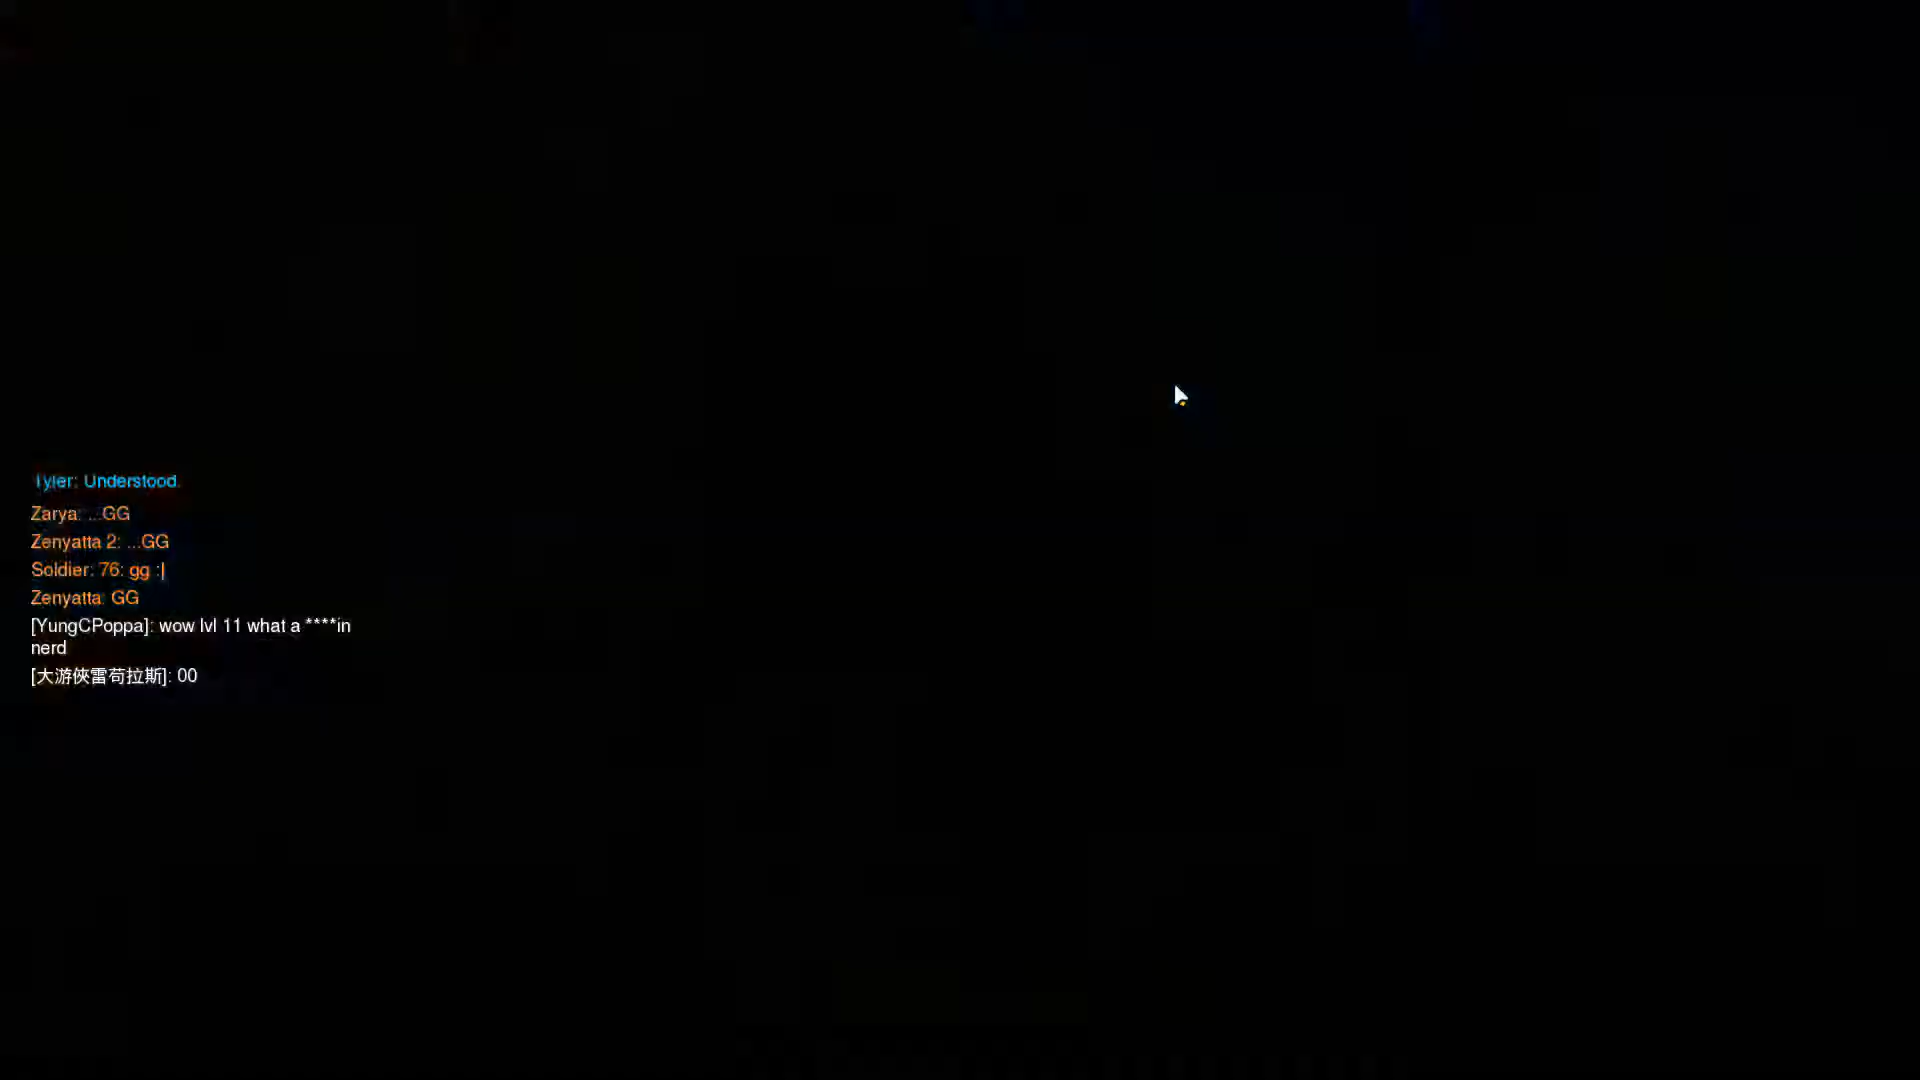 Tyler: Understood.
Zarya: ...GG
Zenyatta 2: ...GG
Soldier: 76: gg :|
Zenyatta: GG
[YungCPoppa]: wow lvl 11 what a ****in
nerd
[大游俠雷苟拉斯]: 00